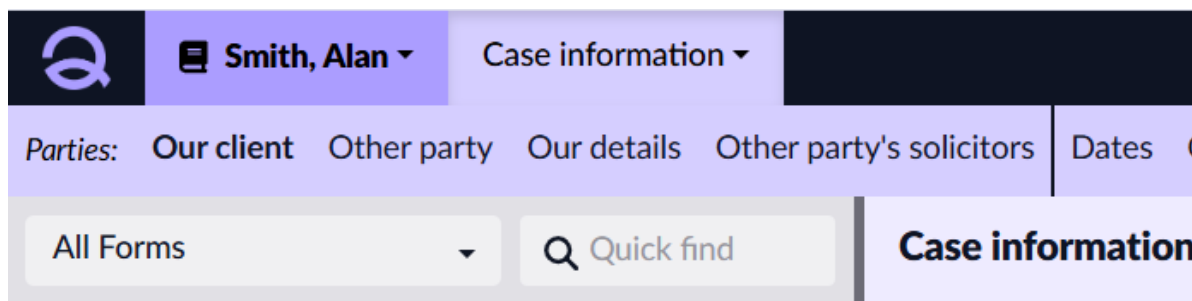 Smith, Alan Case information
Parties: Our client Other party Our details Other party's solicitors Dates
All Forms Quick find Case information